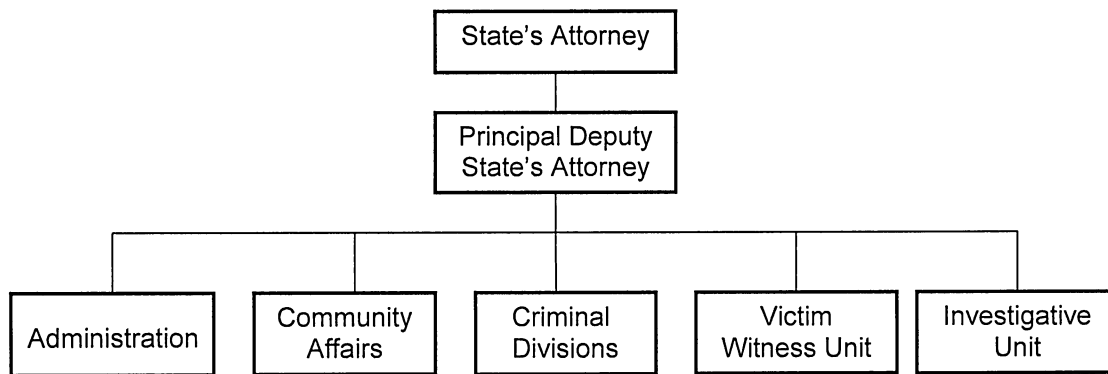 State's Attorney
Principal Deputy
State's Attorney
Administration
Community
Affairs
Criminal
Divisions
Victim
Witness Unit
Investigative
Unit